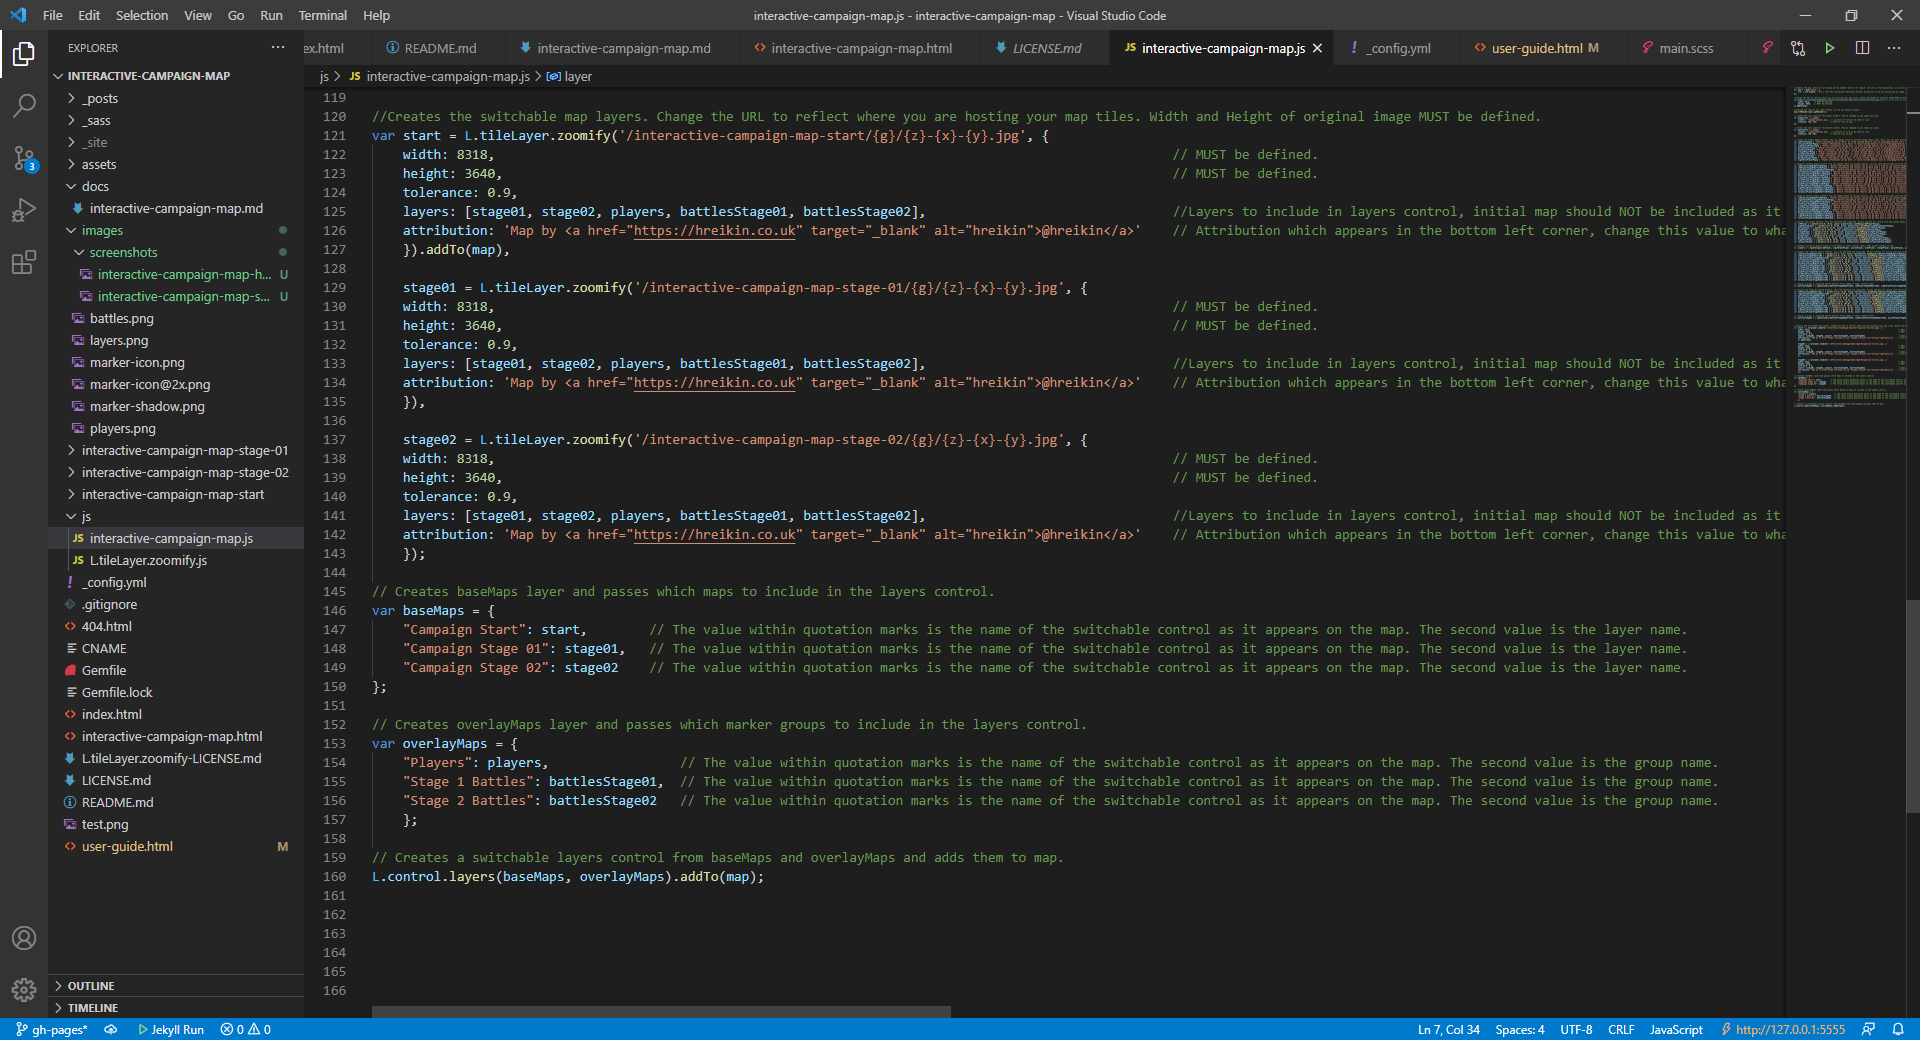 File Edit Selection View Go Run Terminal Help
interactive-campaign-map.js - interactive-campaign-map - Visual Studio Code
EXPLORER
ex.html README.md interactive-campaign-map.md interactive-campaign-map.html LICENSE.md interactive-campaign-map.js _config.yml user-guide.html M main.scss
js > JS interactive-campaign-map.js > layer
INTERACTIVE-CAMPAIGN-MAP
_posts
_sass
_site
assets
docs
interactive-campaign-map.md
images
screenshots
interactive-campaign-map-h... U
interactive-campaign-map-s... U
battles.png
layers.png
marker-icon.png
marker-icon@2x.png
marker-shadow.png
players.png
interactive-campaign-map-stage-01
interactive-campaign-map-stage-02
interactive-campaign-map-start
js
JS interactive-campaign-map.js
JS L.tileLayer.zoomify.js
! _config.yml
.gitignore
404.html
CNAME
Gemfile
Gemfile.lock
index.html
interactive-campaign-map.html
L.tileLayer.zoomify-LICENSE.md
LICENSE.md
README.md
test.png
user-guide.html M
OUTLINE
TIMELINE
3
119
120 //Creates the switchable map layers. Change the URL to reflect where you are hosting your map tiles. Width and Height of original image MUST be defined.
121 var start = L.tileLayer.zoomify('/interactive-campaign-map-start/{g}/{z}-{x}-{y}.jpg', {
122 width: 8318, // MUST be defined.
123 height: 3640, // MUST be defined.
124 tolerance: 0.9,
125 layers: [stage01, stage02, players, battlesStage01, battlesStage02], //Layers to include in layers control, initial map should NOT be included as it
126 attribution: 'Map by <a href="https://hreikin.co.uk" target="_blank" alt="hreikin">@hreikin</a>' // Attribution which appears in the bottom left corner, change this value to wha
127 }).addTo(map),
128
129 stage01 = L.tileLayer.zoomify('/interactive-campaign-map-stage-01/{g}/{z}-{x}-{y}.jpg', {
130 width: 8318, // MUST be defined.
131 height: 3640, // MUST be defined.
132 tolerance: 0.9,
133 layers: [stage01, stage02, players, battlesStage01, battlesStage02], //Layers to include in layers control, initial map should NOT be included as it
134 attribution: 'Map by <a href="https://hreikin.co.uk" target="_blank" alt="hreikin">@hreikin</a>' // Attribution which appears in the bottom left corner, change this value to wha
135 }),
136
137 stage02 = L.tileLayer.zoomify('/interactive-campaign-map-stage-02/{g}/{z}-{x}-{y}.jpg', {
138 width: 8318, // MUST be defined.
139 height: 3640, // MUST be defined.
140 tolerance: 0.9,
141 layers: [stage01, stage02, players, battlesStage01, battlesStage02], //Layers to include in layers control, initial map should NOT be included as it
142 attribution: 'Map by <a href="https://hreikin.co.uk" target="_blank" alt="hreikin">@hreikin</a>' // Attribution which appears in the bottom left corner, change this value to wha
143 });
144
145 // Creates baseMaps layer and passes which maps to include in the layers control.
146 var baseMaps = {
147 "Campaign Start": start, // The value within quotation marks is the name of the switchable control as it appears on the map. The second value is the layer name.
148 "Campaign Stage 01": stage01, // The value within quotation marks is the name of the switchable control as it appears on the map. The second value is the layer name.
149 "Campaign Stage 02": stage02 // The value within quotation marks is the name of the switchable control as it appears on the map. The second value is the layer name.
150 };
151
152 // Creates overlayMaps layer and passes which marker groups to include in the layers control.
153 var overlayMaps = {
154 "Players": players, // The value within quotation marks is the name of the switchable control as it appears on the map. The second value is the group name.
155 "Stage 1 Battles": battlesStage01, // The value within quotation marks is the name of the switchable control as it appears on the map. The second value is the group name.
156 "Stage 2 Battles": battlesStage02 // The value within quotation marks is the name of the switchable control as it appears on the map. The second value is the group name.
157 };
158
159 // Creates a switchable layers control from baseMaps and overlayMaps and adds them to map.
160 L.control.layers(baseMaps, overlayMaps).addTo(map);
161
162
163
164
165
166
gh-pages* Jekyll Run 0 0 Ln 7, Col 34 Spaces: 4 UTF-8 CRLF JavaScript http://127.0.0.1:5555